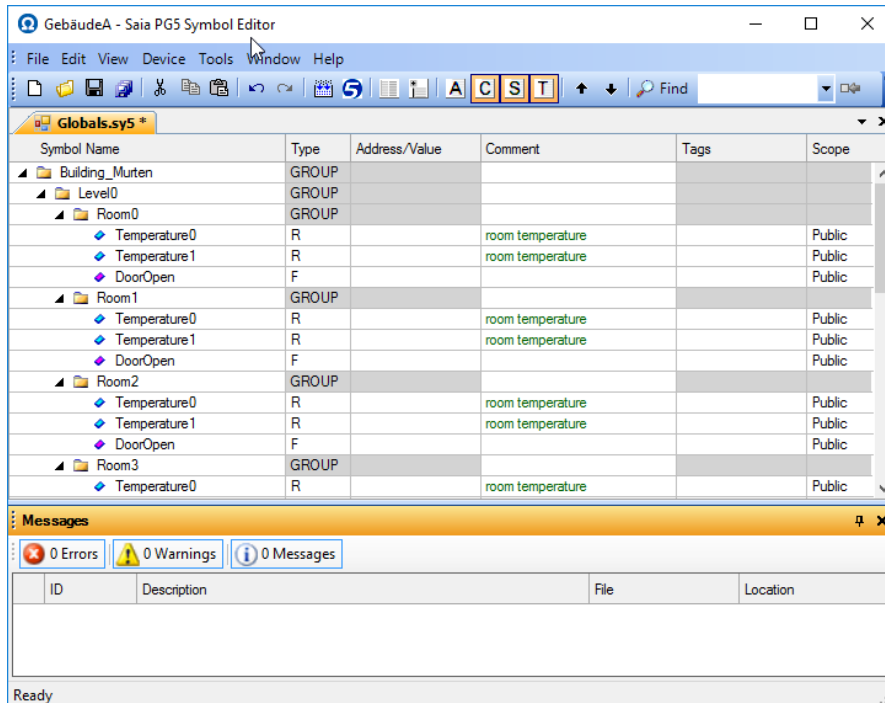 GebäudeA - Saia PG5 Symbol Editor
File Edit View Device Tools Window Help
A C S T Find
Globals.sy5 *
Symbol Name Type Address/Value Comment Tags Scope
Building_Murten GROUP
Level0 GROUP
Room0 GROUP
Temperature0 R room temperature Public
Temperature1 R room temperature Public
DoorOpen F Public
Room1 GROUP
Temperature0 R room temperature Public
Temperature1 R room temperature Public
DoorOpen F Public
Room2 GROUP
Temperature0 R room temperature Public
Temperature1 R room temperature Public
DoorOpen F Public
Room3 GROUP
Temperature0 R room temperature Public
Messages
0 Errors 0 Warnings 0 Messages
ID Description File Location
Ready